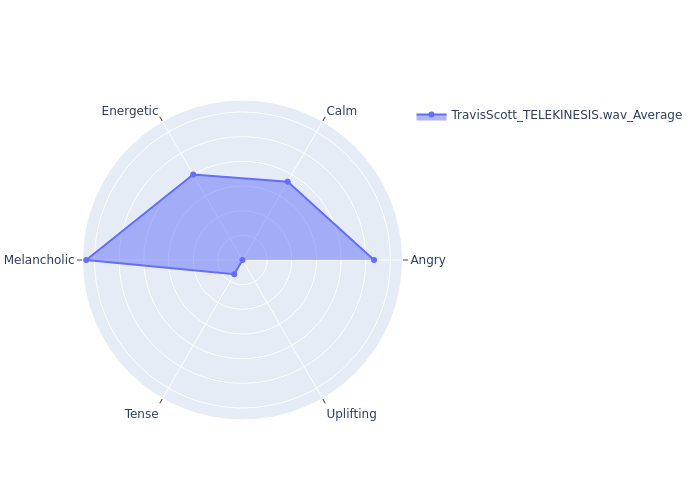 Energetic
Calm
TravisScott_TELEKINESIS.wav_Average
Melancholic
Angry
Tense
Uplifting